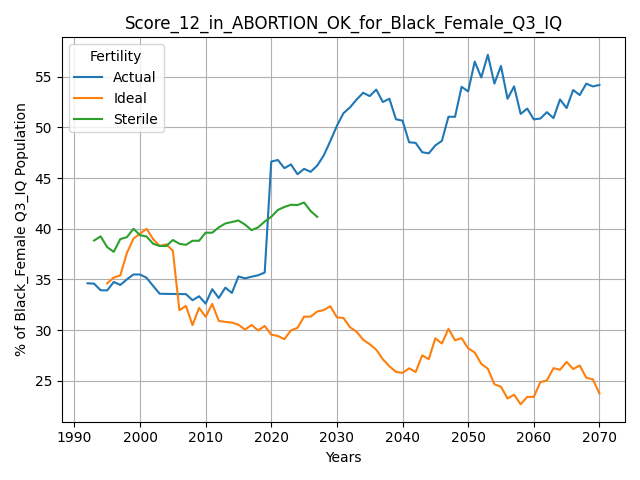 Score_12_in_ABORTION_OK_for_Black_Female_Q3_IQ
Fertility
Actual
Ideal
Sterile
% of Black_Female Q3_IQ Population
55
50
45
40
35
30
25
1990
2000
2010
2020
2030
2040
2050
2060
2070
Years